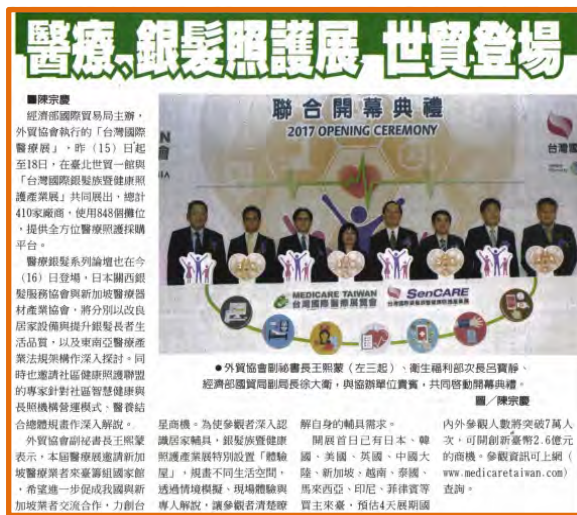 醫療、銀髮照護展 世貿登場
■陳宗慶
經濟部國際貿易局主辦,
外貿協會執行的「台灣國際
醫療展」,昨(15)日起
至18日,在臺北世貿一館與
「台灣國際銀髮族暨健康照
護產業展」共同展出,總計
410家廠商,使用848個攤位
,提供全方位醫療照護採購
平台。
醫療銀髮系列論壇也在今
(16)日登場,日本關西銀
髮服務協會與新加坡醫療器
材產業協會,將分別以改良
居家設備與提升銀髮長者生
活品質,以及東南亞醫療產
業法規架構作深入探討。同
時也邀請社區健康照護聯盟
的專家針對社區智慧健康與
長照機構營運模式、醫養結
合總體規畫作深入解說。
外貿協會副祕書長王熙蒙
表示,本屆醫療展邀請新加
坡醫療業者來臺籌組國家館
,希望進一步促成我國與新
加坡業者交流合作,力創台
聯合開幕典禮
2017 OPENING CEREMONY
台灣國
MEDICARE TAIWAN
台灣國際醫療展覽會
SenCARE
●外貿協會副祕書長王熙蒙(左三起)、衛生福利部次長呂寶靜、
經濟部國貿局副局長徐大衛,與協辦單位貴賓,共同啓動開幕典禮。
圖/陳宗慶
星商機。為使參觀者深入認
識居家輔具,銀髮族暨健康
照護產業展特別設置「體驗
屋」,規畫不同生活空間,
透過情境模擬、現場體驗與
專人解說,讓參觀者清楚瞭
解自身的輔具需求。
開展首日已有日本、韓
國、美國、英國、中國大
陸、新加坡、越南、泰國、
馬來西亞、印尼、菲律賓等
買主來臺,預估4天展期國
內外參觀人數將突破7萬人
次,可開創新臺幣2.6億元
的商機。參觀資訊可上網(
www.medicaretaiwan.com)
查詢。